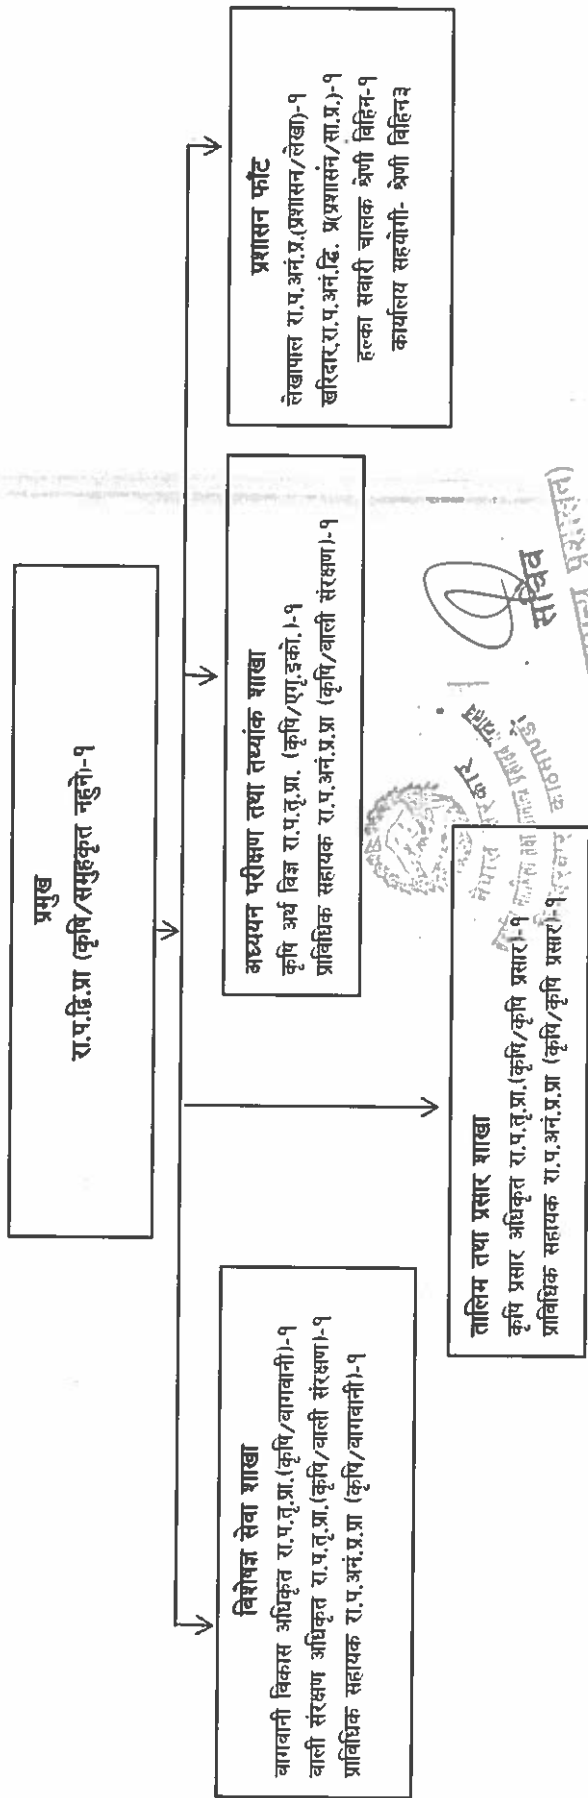 प्रमुख
रा.प.द्वि.प्रा (कृषि/समुहकृत नहुने)-१
विशेषज्ञ सेवा शाखा
बागवानी विकास अधिकृत रा.प.तृ.प्रा.(कृषि/बागवानी)-१
बाली संरक्षण अधिकृत रा.प.तृ.प्रा.(कृषि/बाली संरक्षण)-१
प्राविधिक सहायक रा.प.अनं.प्र.प्रा (कृषि/बागवानी)-१
तालिम तथा प्रसार शाखा
कृषि प्रसार अधिकृत रा.प.तृ.प्रा.(कृषि/कृषि प्रसार)-१
प्राविधिक सहायक रा.प.अनं.प्र.प्रा (कृषि/कृषि प्रसार)-१
अध्ययन परीक्षण तथा तथ्यांक शाखा
कृषि अर्थ विज्ञ रा.प.तृ.प्रा. (कृषि/एगृ.इको.)-१
प्राविधिक सहायक रा.प.अनं.प्र.प्रा (कृषि/बाली संरक्षण)-१
प्रशासन फाँट
लेखापाल रा.प.अनं.प्र.(प्रशासन/लेखा)-१
खरिदार,रा.प.अनं.द्वि. प्र(प्रशासन/सा.प्र.)-१
हल्का सवारी चालक श्रेणी विहिन-१
कार्यालय सहयोगी- श्रेणी विहिन३
नेपाल सरकार
काठमाण्डौ
सचिव